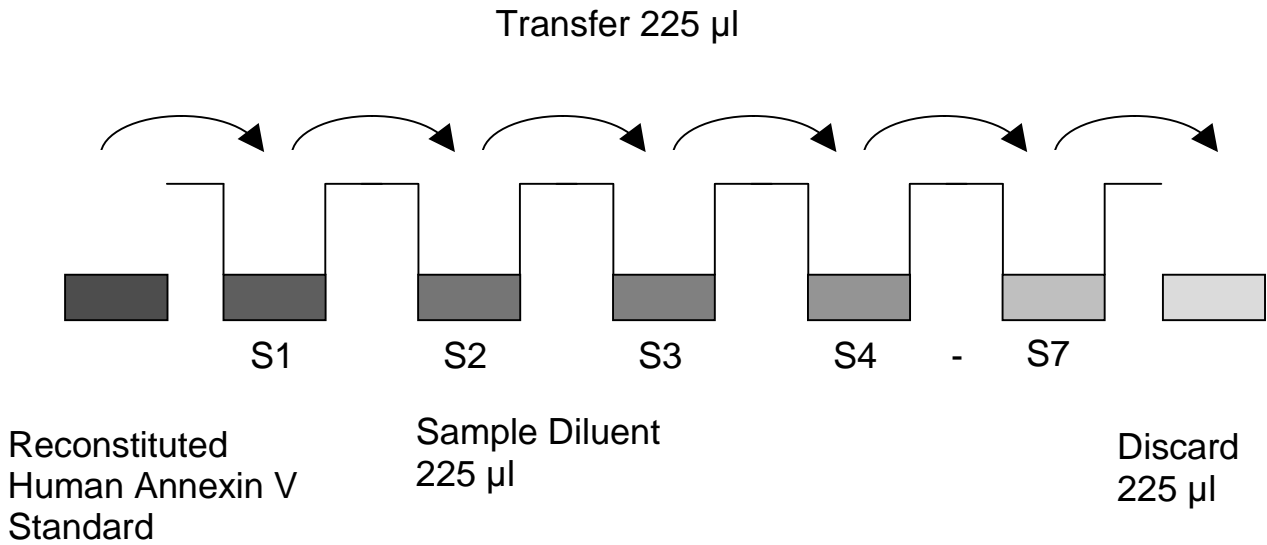 Transfer 225 µl
S1 S2 S3 S4 - S7
Reconstituted
Human Annexin V
Standard
Sample Diluent
225 µl
Discard
225 µl